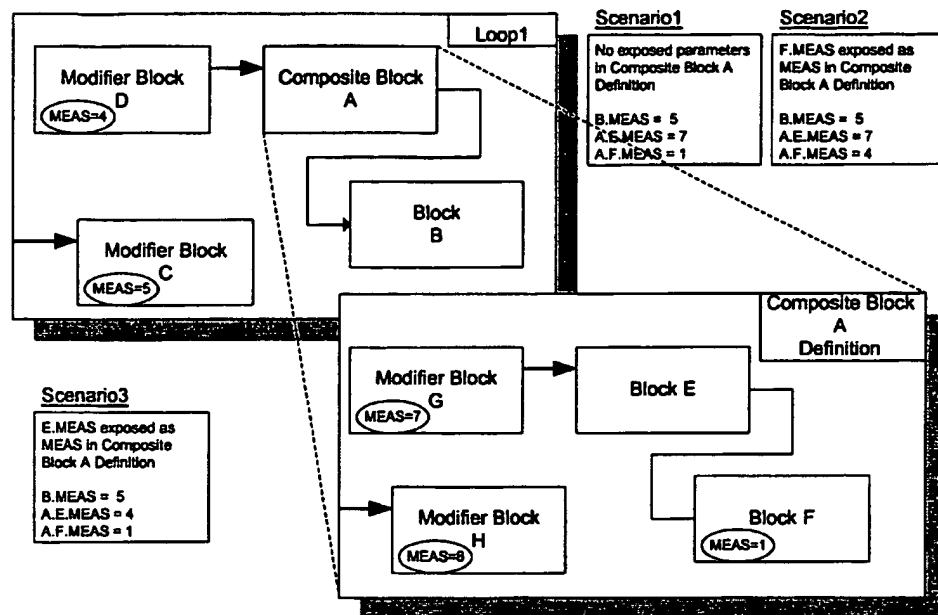 Loop1
Modifier Block
D
MEAS=4
Composite Block
A
Block
B
Modifier Block
C
MEAS=5
Scenario1
No exposed parameters
in Composite Block A
Definition
B.MEAS = 5
A.E.MEAS = 7
A.F.MEAS = 1
Scenario2
F.MEAS exposed as
MEAS in Composite
Block A Definition
B.MEAS = 5
A.E.MEAS = 7
A.F.MEAS = 4
Composite Block
A
Definition
Modifier Block
G
MEAS=7
Block E
Modifier Block
H
MEAS=8
Block F
MEAS=1
Scenario3
E.MEAS exposed as
MEAS in Composite
Block A Definition
B.MEAS = 5
A.E.MEAS = 4
A.F.MEAS = 1